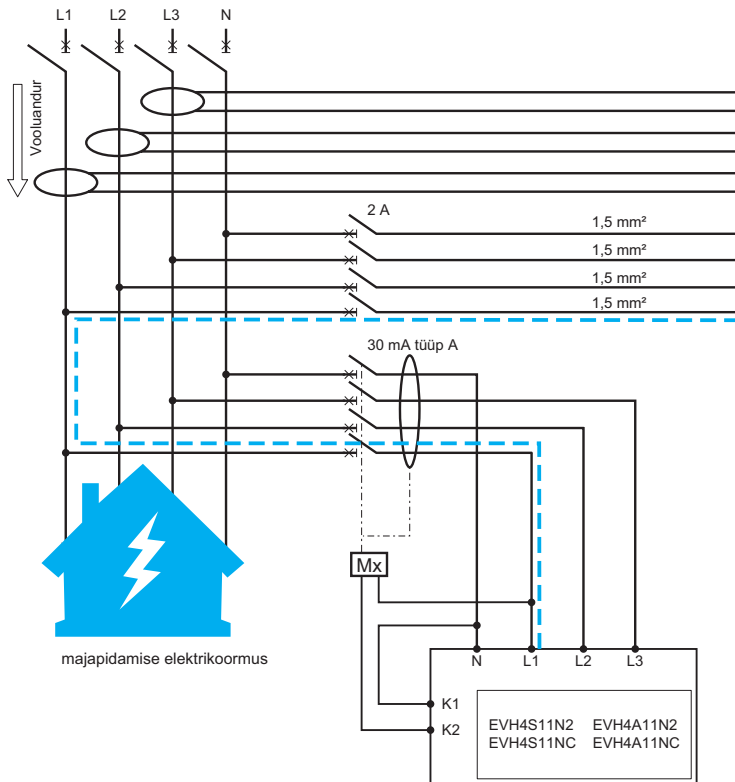 L1 L2 L3 N
Vooluandur
2 A
1,5 mm²
1,5 mm²
1,5 mm²
1,5 mm²
30 mA tüüp A
Mx
majapidamise elektrikoormus
N L1 L2 L3
K1
K2
EVH4S11N2 EVH4A11N2
EVH4S11NC EVH4A11NC